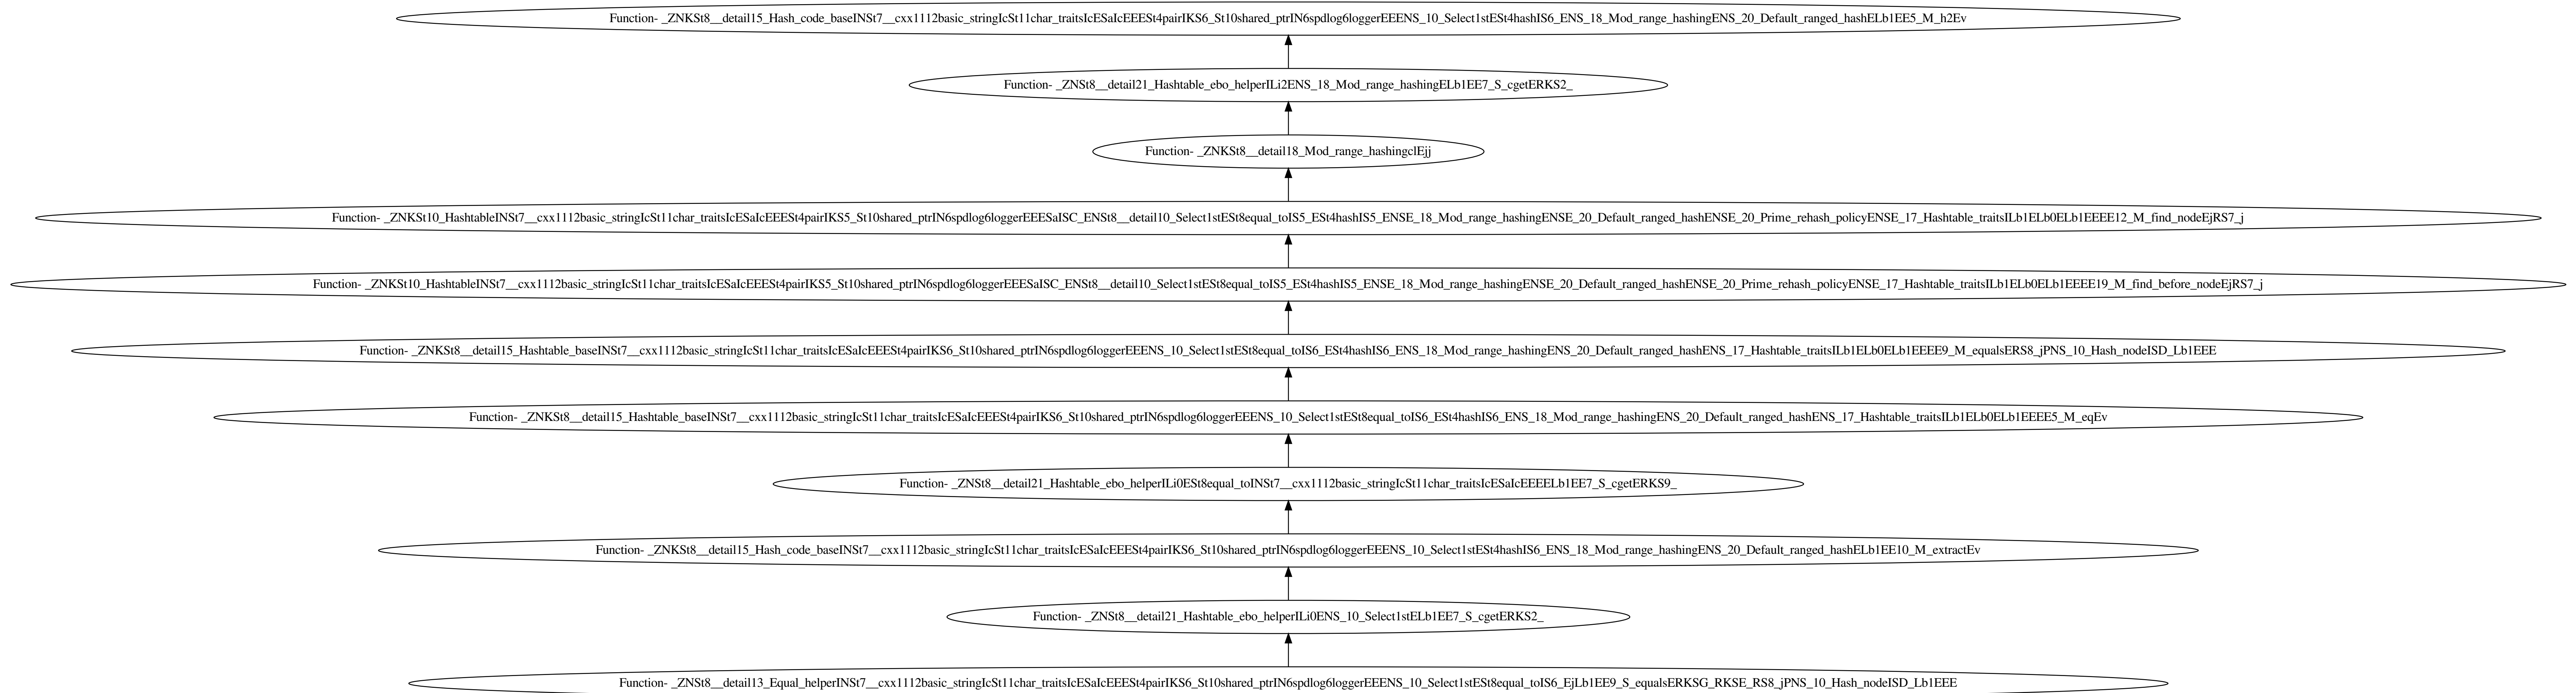 Function- _ZNKSt8__detail15_Hash_code_baseINSt7__cxx1112basic_stringIcSt11char_traitsIcESaIcEEESt4pairIKS6_St10shared_ptrIN6spdlog6loggerEEENS_10_Select1stESt4hashIS6_ENS_18_Mod_range_hashingENS_20_Default_ranged_hashELb1EE5_M_h2Ev
Function- _ZNSt8__detail21_Hashtable_ebo_helperILi2ENS_18_Mod_range_hashingELb1EE7_S_cgetERKS2_
Function- _ZNKSt8__detail18_Mod_range_hashingclEjj
Function- _ZNKSt10_HashtableINSt7__cxx1112basic_stringIcSt11char_traitsIcESaIcEEESt4pairIKS5_St10shared_ptrIN6spdlog6loggerEEESaISC_ENSt8__detail10_Select1stESt8equal_toIS5_ESt4hashIS5_ENSE_18_Mod_range_hashingENSE_20_Default_ranged_hashENSE_20_Prime_rehash_policyENSE_17_Hashtable_traitsILb1ELb0ELb1EEEE12_M_find_nodeEjRS7_j
Function- _ZNKSt10_HashtableINSt7__cxx1112basic_stringIcSt11char_traitsIcESaIcEEESt4pairIKS5_St10shared_ptrIN6spdlog6loggerEEESaISC_ENSt8__detail10_Select1stESt8equal_toIS5_ESt4hashIS5_ENSE_18_Mod_range_hashingENSE_20_Default_ranged_hashENSE_20_Prime_rehash_policyENSE_17_Hashtable_traitsILb1ELb0ELb1EEEE19_M_find_before_nodeEjRS7_j
Function- _ZNKSt8__detail15_Hashtable_baseINSt7__cxx1112basic_stringIcSt11char_traitsIcESaIcEEESt4pairIKS6_St10shared_ptrIN6spdlog6loggerEEENS_10_Select1stESt8equal_toIS6_ESt4hashIS6_ENS_18_Mod_range_hashingENS_20_Default_ranged_hashENS_17_Hashtable_traitsILb1ELb0ELb1EEEE9_M_equalsERS8_jPNS_10_Hash_nodeISD_Lb1EEE
Function- _ZNKSt8__detail15_Hashtable_baseINSt7__cxx1112basic_stringIcSt11char_traitsIcESaIcEEESt4pairIKS6_St10shared_ptrIN6spdlog6loggerEEENS_10_Select1stESt8equal_toIS6_ESt4hashIS6_ENS_18_Mod_range_hashingENS_20_Default_ranged_hashENS_17_Hashtable_traitsILb1ELb0ELb1EEEE5_M_eqEv
Function- _ZNSt8__detail21_Hashtable_ebo_helperILi0ESt8equal_toINSt7__cxx1112basic_stringIcSt11char_traitsIcESaIcEEEELb1EE7_S_cgetERKS9_
Function- _ZNKSt8__detail15_Hash_code_baseINSt7__cxx1112basic_stringIcSt11char_traitsIcESaIcEEESt4pairIKS6_St10shared_ptrIN6spdlog6loggerEEENS_10_Select1stESt4hashIS6_ENS_18_Mod_range_hashingENS_20_Default_ranged_hashELb1EE10_M_extractEv
Function- _ZNSt8__detail21_Hashtable_ebo_helperILi0ENS_10_Select1stELb1EE7_S_cgetERKS2_
Function- _ZNSt8__detail13_Equal_helperINSt7__cxx1112basic_stringIcSt11char_traitsIcESaIcEEESt4pairIKS6_St10shared_ptrIN6spdlog6loggerEEENS_10_Select1stESt8equal_toIS6_EjLb1EE9_S_equalsERKSG_RKSE_RS8_jPNS_10_Hash_nodeISD_Lb1EEE